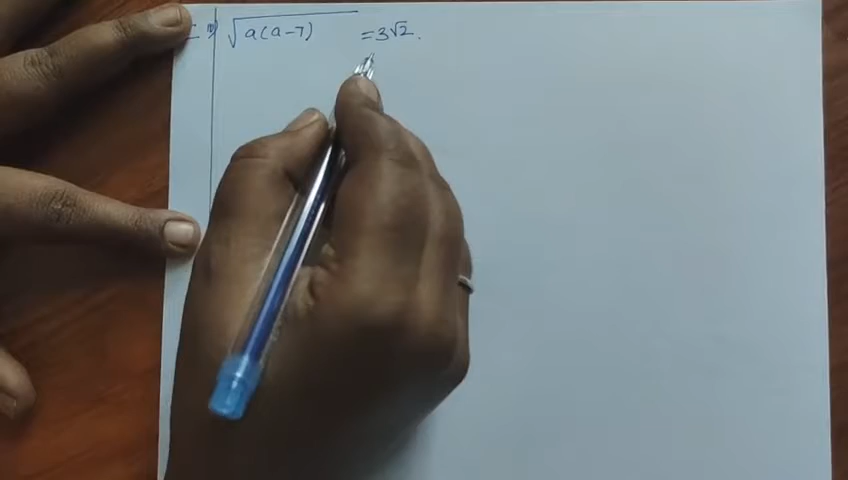 √a(a-7) =3√2.